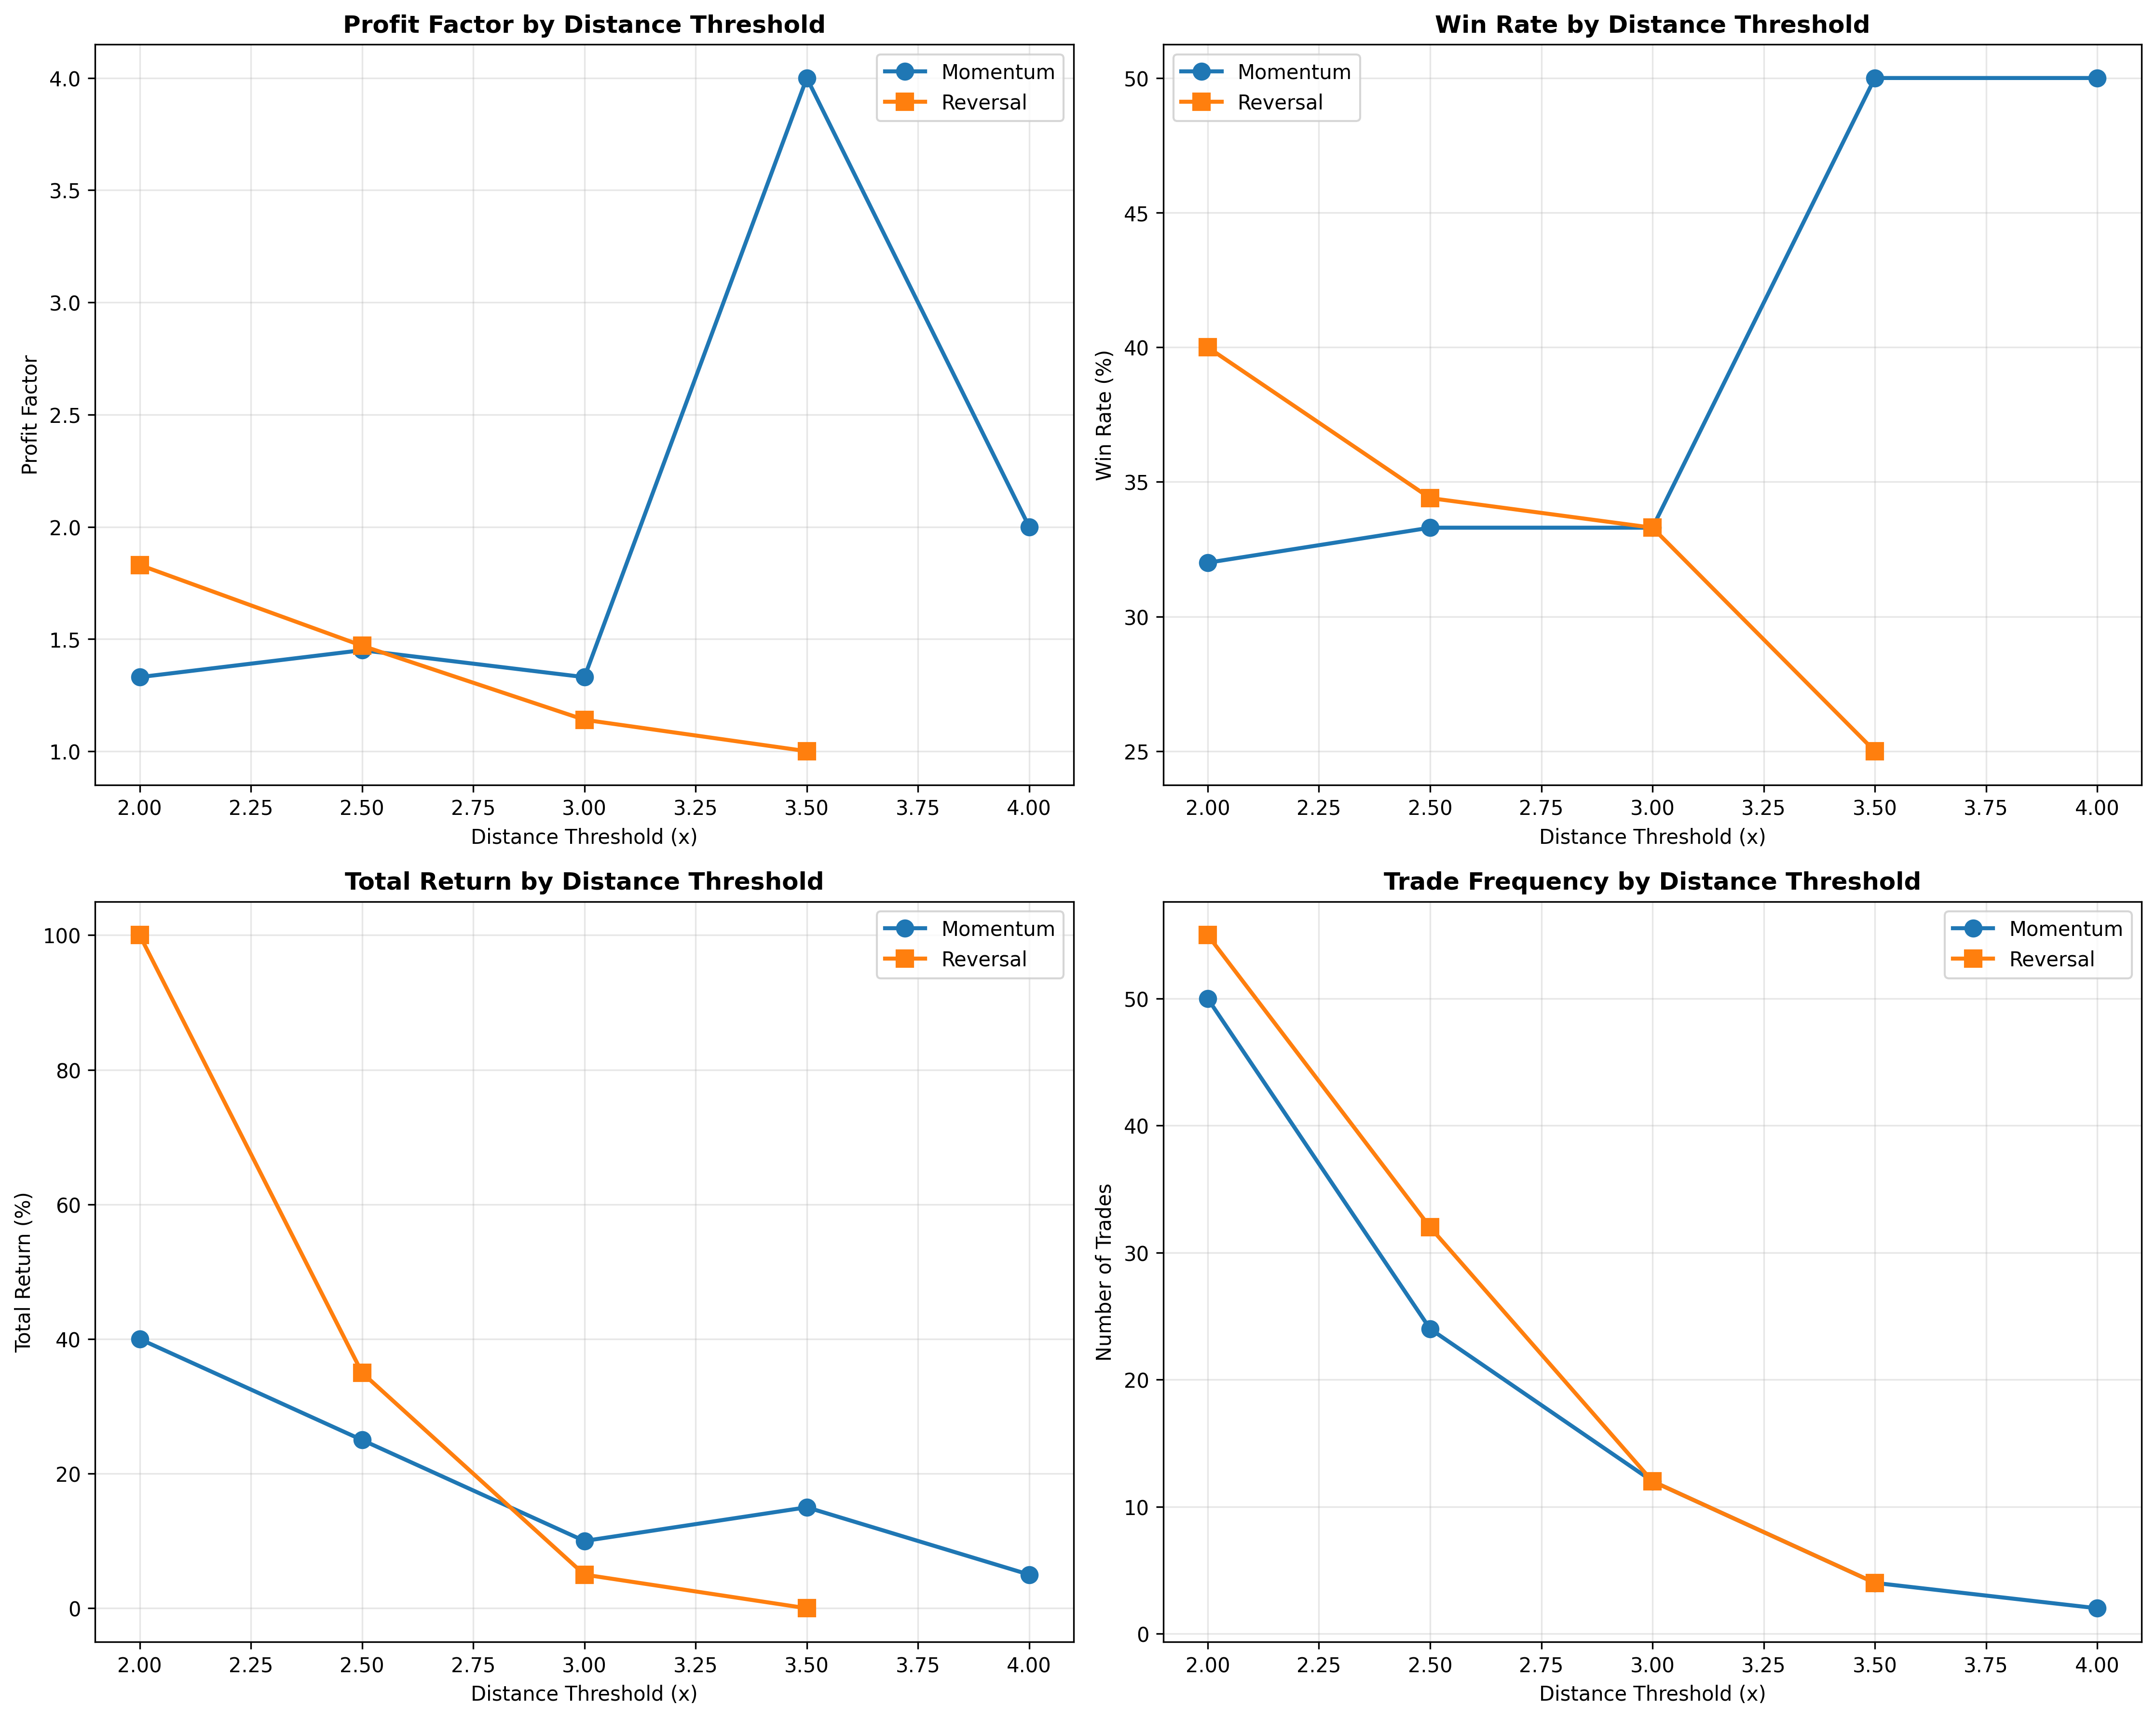 Profit Factor by Distance Threshold
Momentum
Reversal
Profit Factor
4.0
3.5
3.0
2.5
2.0
1.5
1.0
2.00 2.25 2.50 2.75 3.00 3.25 3.50 3.75 4.00
Distance Threshold (x)
Win Rate by Distance Threshold
Momentum
Reversal
Win Rate (%)
50
45
40
35
30
25
2.00 2.25 2.50 2.75 3.00 3.25 3.50 3.75 4.00
Distance Threshold (x)
Total Return by Distance Threshold
Momentum
Reversal
Total Return (%)
100
80
60
40
20
0
2.00 2.25 2.50 2.75 3.00 3.25 3.50 3.75 4.00
Distance Threshold (x)
Trade Frequency by Distance Threshold
Momentum
Reversal
Number of Trades
50
40
30
20
10
0
2.00 2.25 2.50 2.75 3.00 3.25 3.50 3.75 4.00
Distance Threshold (x)